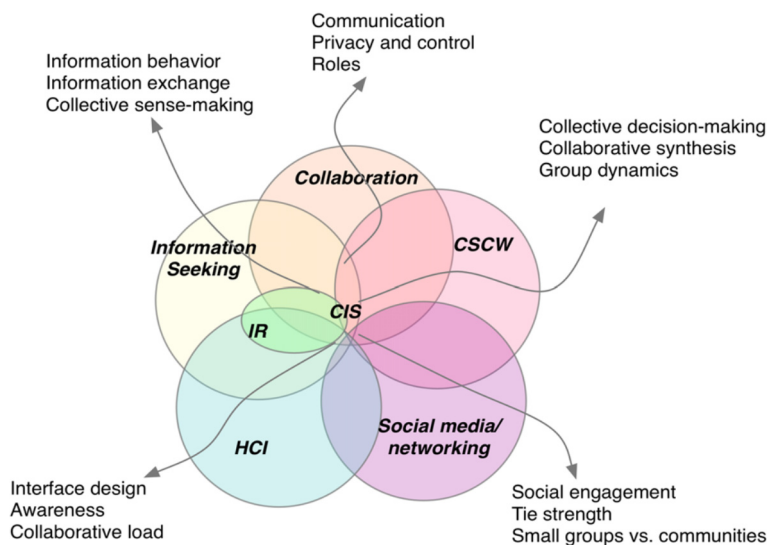 Communication
Privacy and control
Roles
Information behavior
Information exchange
Collective sense-making
Collective decision-making
Collaborative synthesis
Group dynamics
Collaboration
CSCW
Information
Seeking
CIS
IR
HCI
Social media/
networking
Interface design
Awareness
Collaborative load
Social engagement
Tie strength
Small groups vs. communities